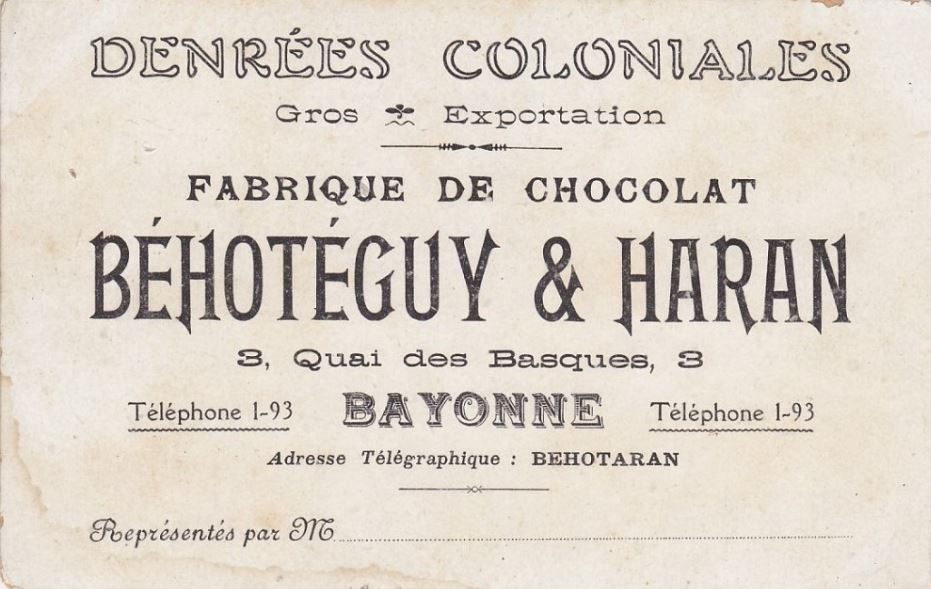 DENRÉES COLONIALES
Gros Exportation
FABRIQUE DE CHOCOLAT
BÉHOTÉGUY & HARAN
3, Quai des Basques, 3
Téléphone 1-93 BAYONNE Téléphone 1-93
Adresse Télégraphique : BEHOTARAN
Représentés par M